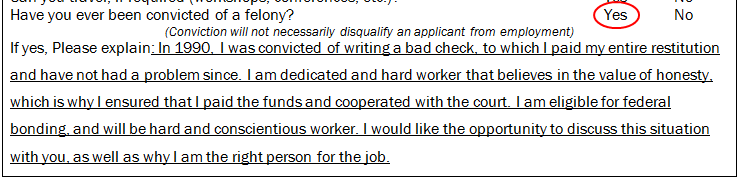 Have you ever been convicted of a felony? Yes No
(Conviction will not necessarily disqualify an applicant from employment)
If yes, Please explain: In 1990, I was convicted of writing a bad check, to which I paid my entire restitution
and have not had a problem since. I am dedicated and hard worker that believes in the value of honesty,
which is why I ensured that I paid the funds and cooperated with the court. I am eligible for federal
bonding, and will be hard and conscientious worker. I would like the opportunity to discuss this situation
with you, as well as why I am the right person for the job.